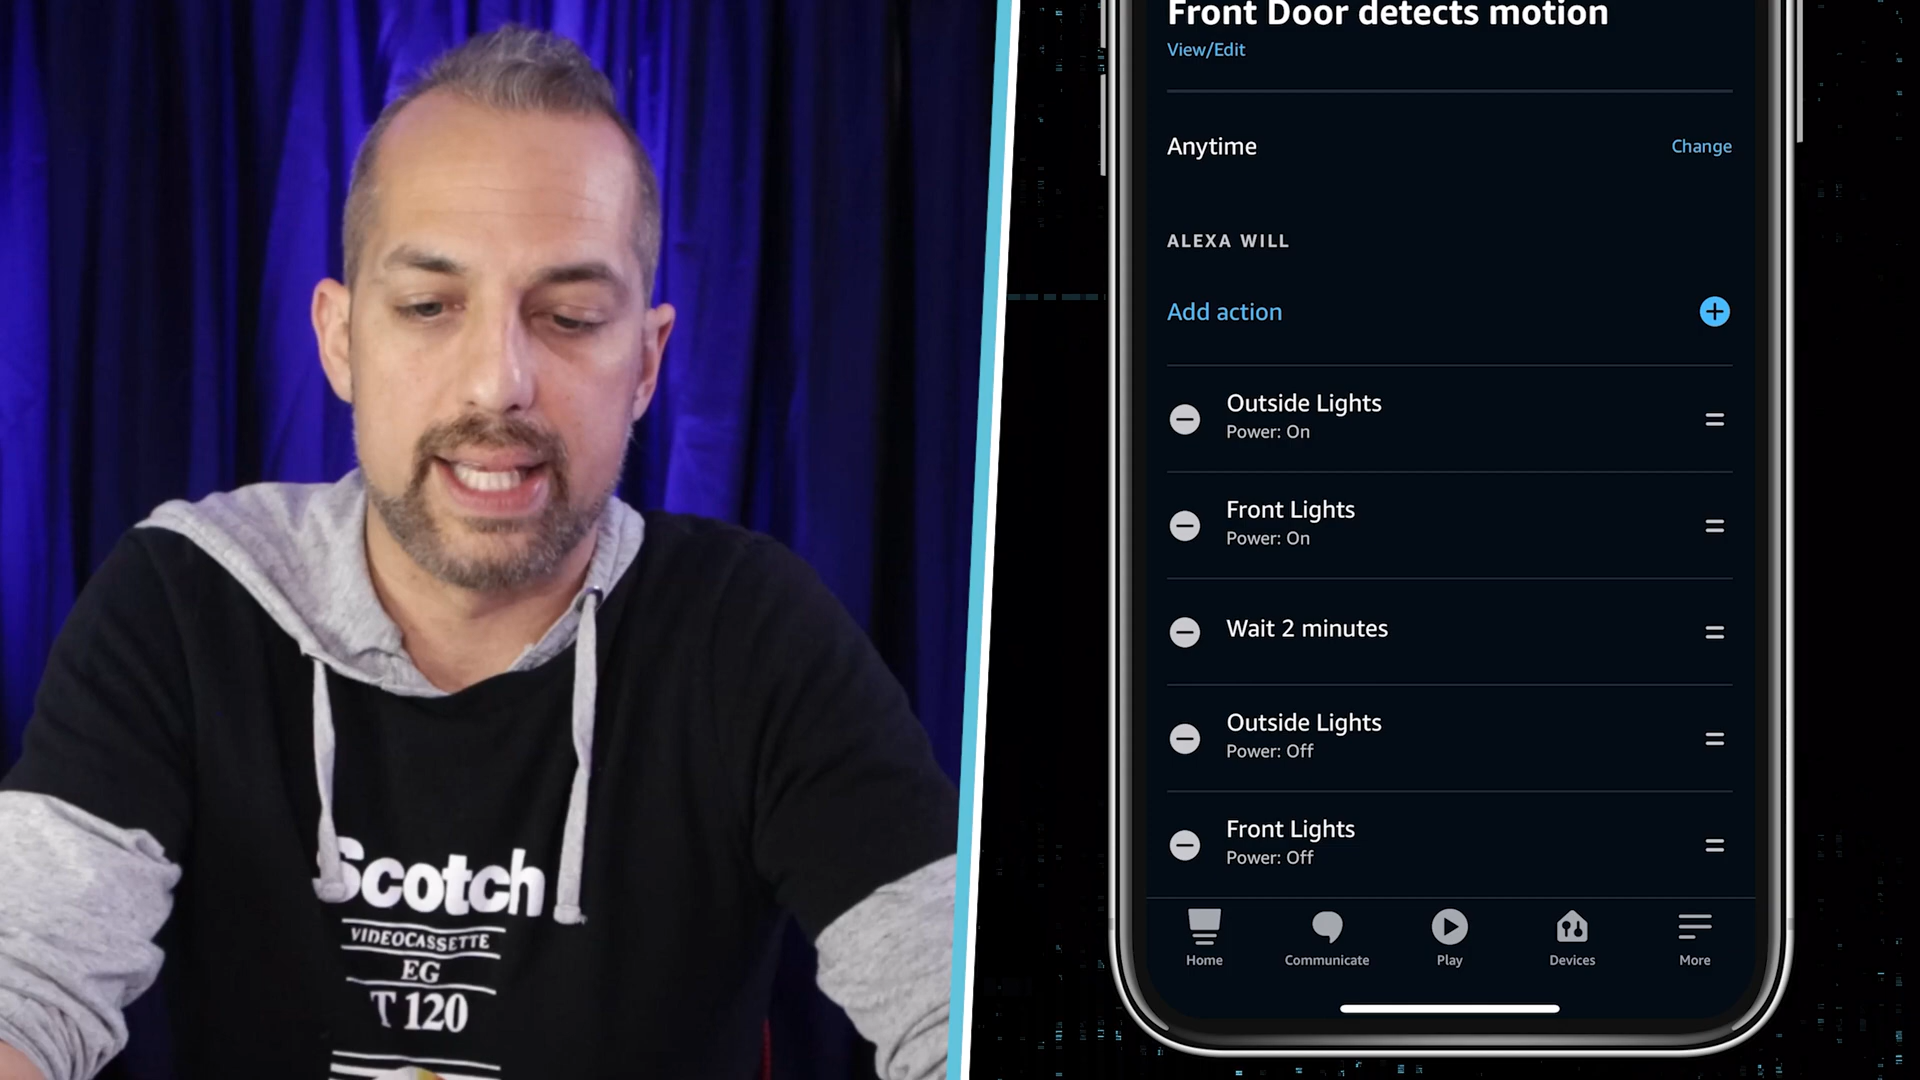 Scotch
VIDEOCASSETTE
EG
T 120
Front Door detects motion
View/Edit
Anytime
Change
ALEXA WILL
Add action
Outside Lights
Power: On
Front Lights
Power: On
Wait 2 minutes
Outside Lights
Power: Off
Front Lights
Power: Off
Home
Communicate
Play
Devices
More